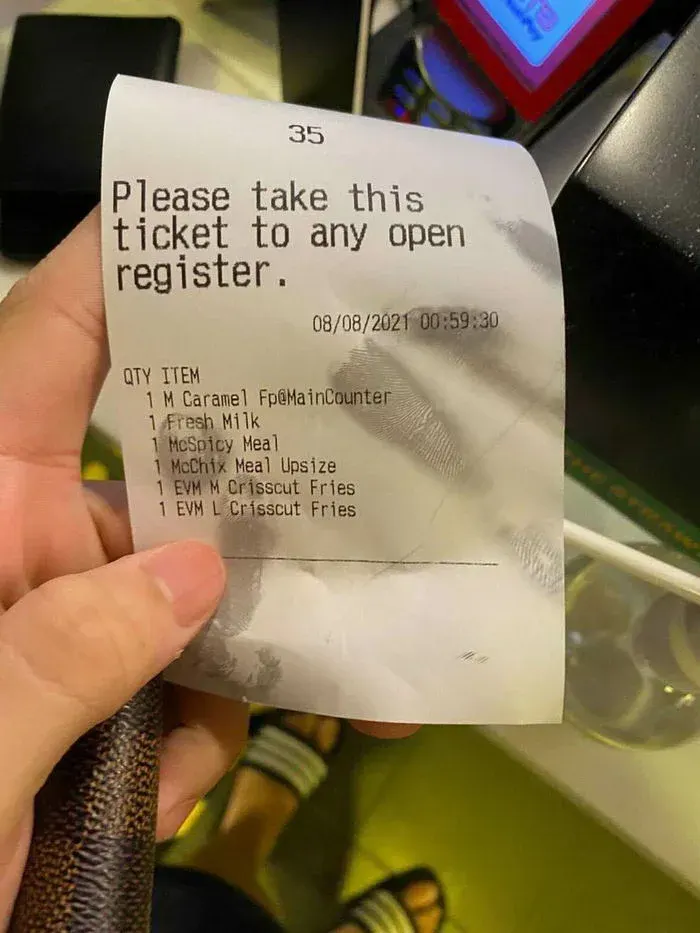 35
Please take this
ticket to any open
register.
08/08/2021 00:59:30
QTY ITEM
1 M Caramel Fp@MainCounter
1 Fresh Milk
1 McSpicy Meal
1 McChix Meal Upsize
1 EVM M Crisscut Fries
1 EVM L Crisscut Fries